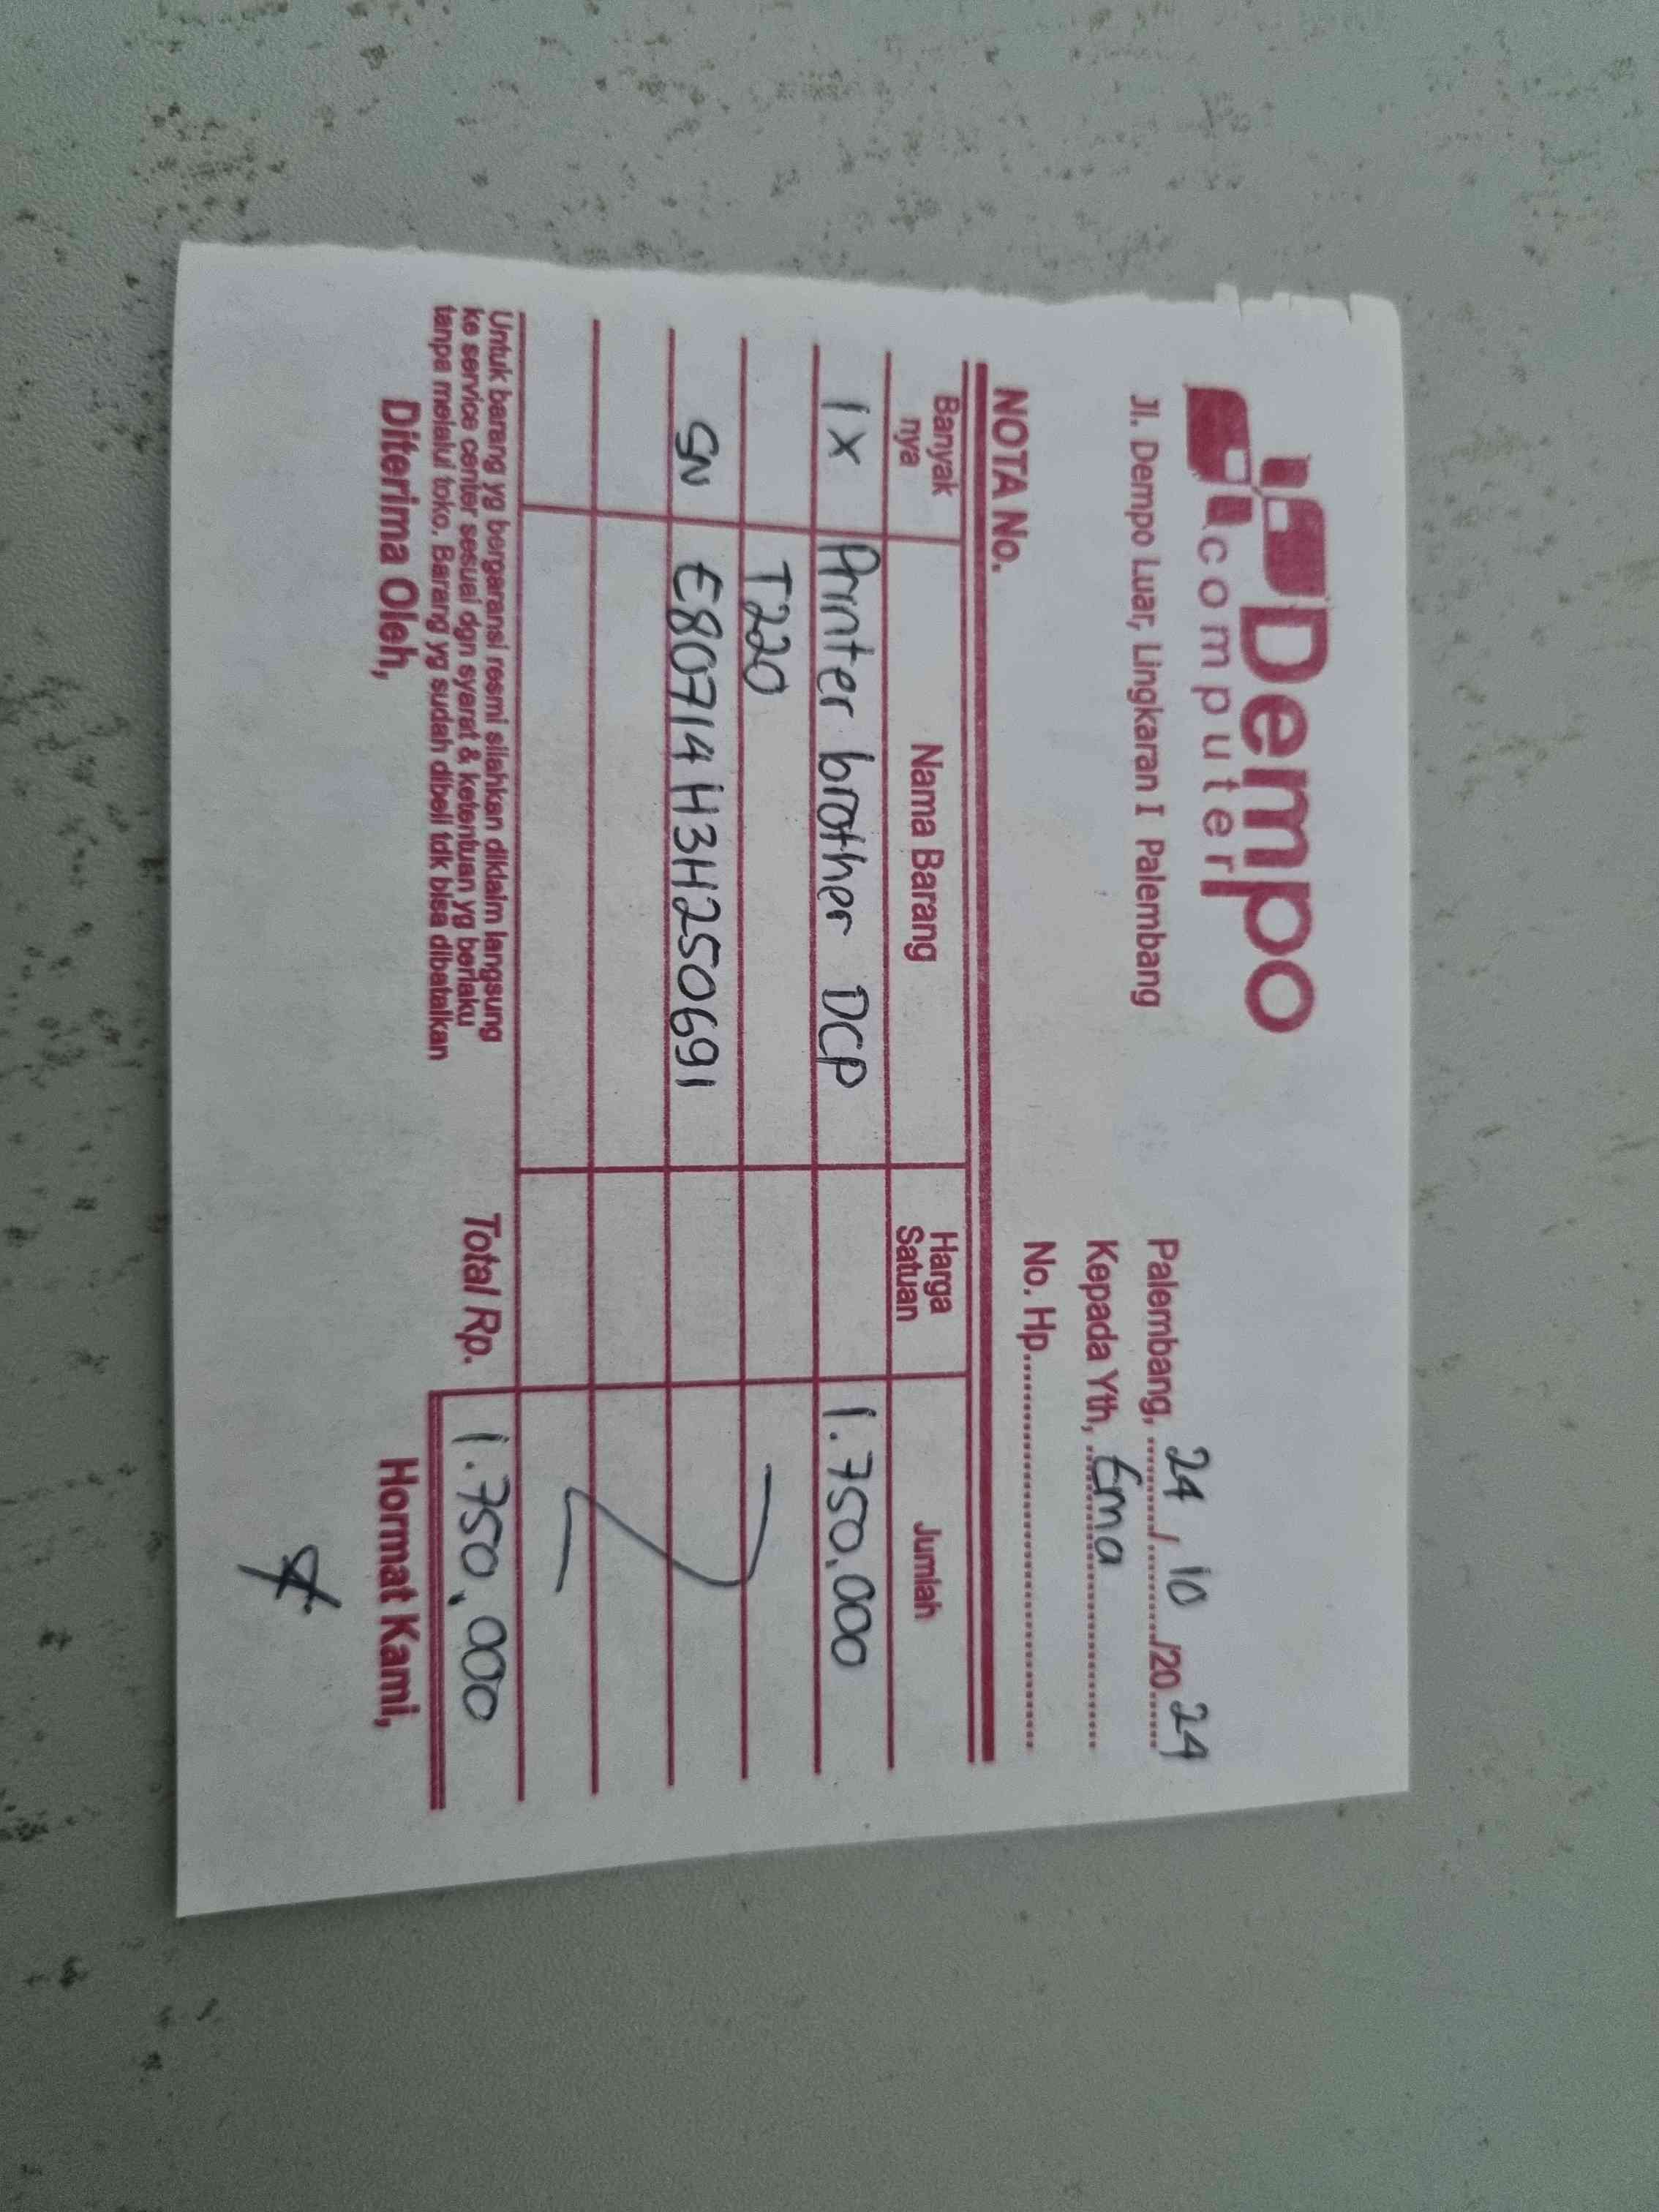 Dempo
computer
Jl. Dempo Luar, Lingkaran I Palembang
Palembang, 24 / 10 /20 24
Kepada Yth, Ema
No. Hp.
NOTA No.
Banyak nya Nama Barang Harga Satuan Jumlah
1 x Printer brother DCP 1.750.000
T220
SN E80714H3H250691
Untuk barang yg bergaransi resmi silahkan diklaim langsung
ke service center sesuai dgn syarat & ketentuan yg berlaku
tanpa melalui toko. Barang yg sudah dibeli tdk bisa dibatalkan
Total Rp. 1.750.000
Diterima Oleh, Hormat Kami,